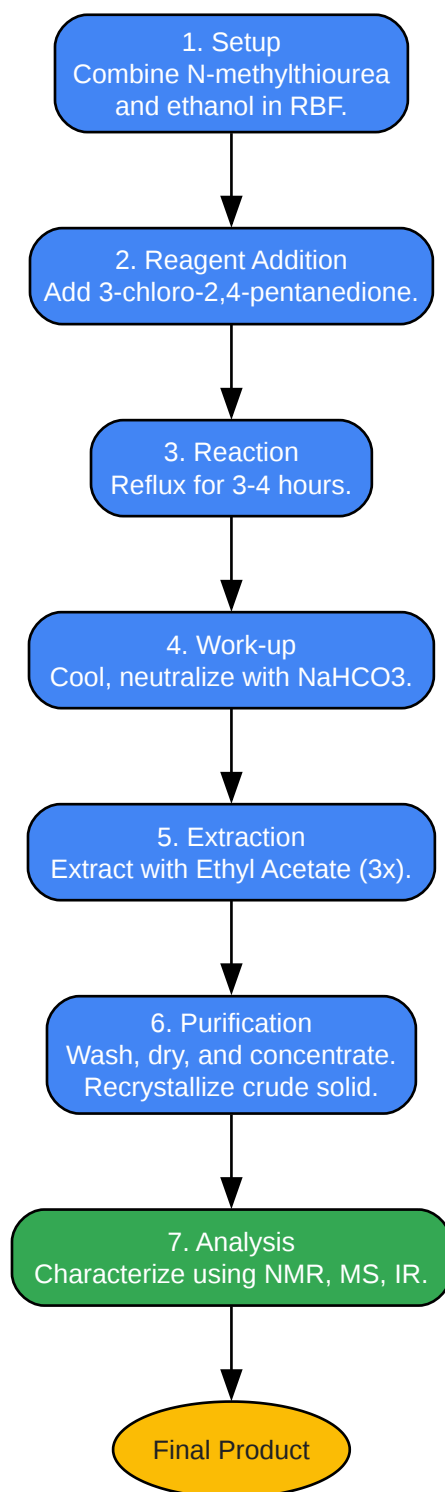 1. Setup
Combine N-methylthiourea
and ethanol in RBF.
2. Reagent Addition
Add 3-chloro-2,4-pentanedione.
3. Reaction
Reflux for 3-4 hours.
4. Work-up
Cool, neutralize with NaHCO3.
5. Extraction
Extract with Ethyl Acetate (3x).
6. Purification
Wash, dry, and concentrate.
Recrystallize crude solid.
7. Analysis
Characterize using NMR, MS, IR.
Final Product